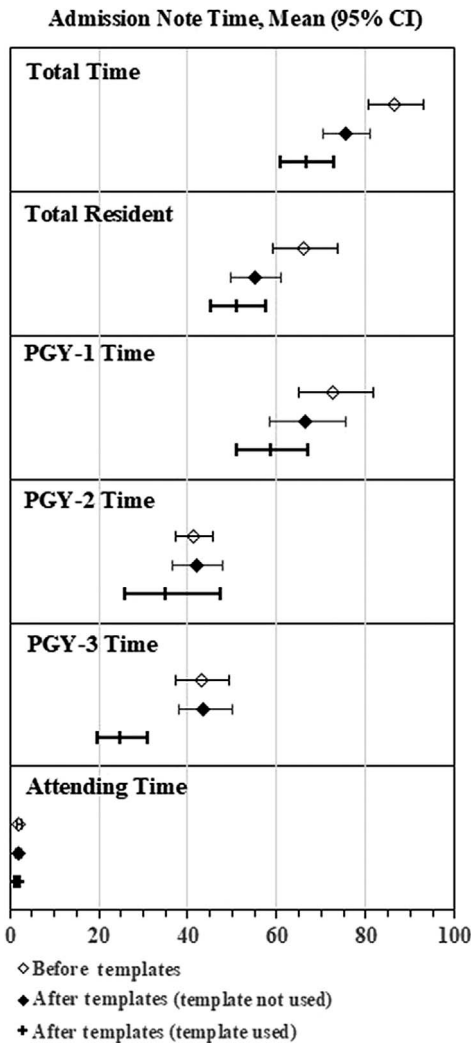 Admission Note Time, Mean (95% CI)
Total Time
Total Resident
PGY-1 Time
PGY-2 Time
PGY-3 Time
Attending Time
0 20 40 60 80 100
Before templates
After templates (template not used)
After templates (template used)